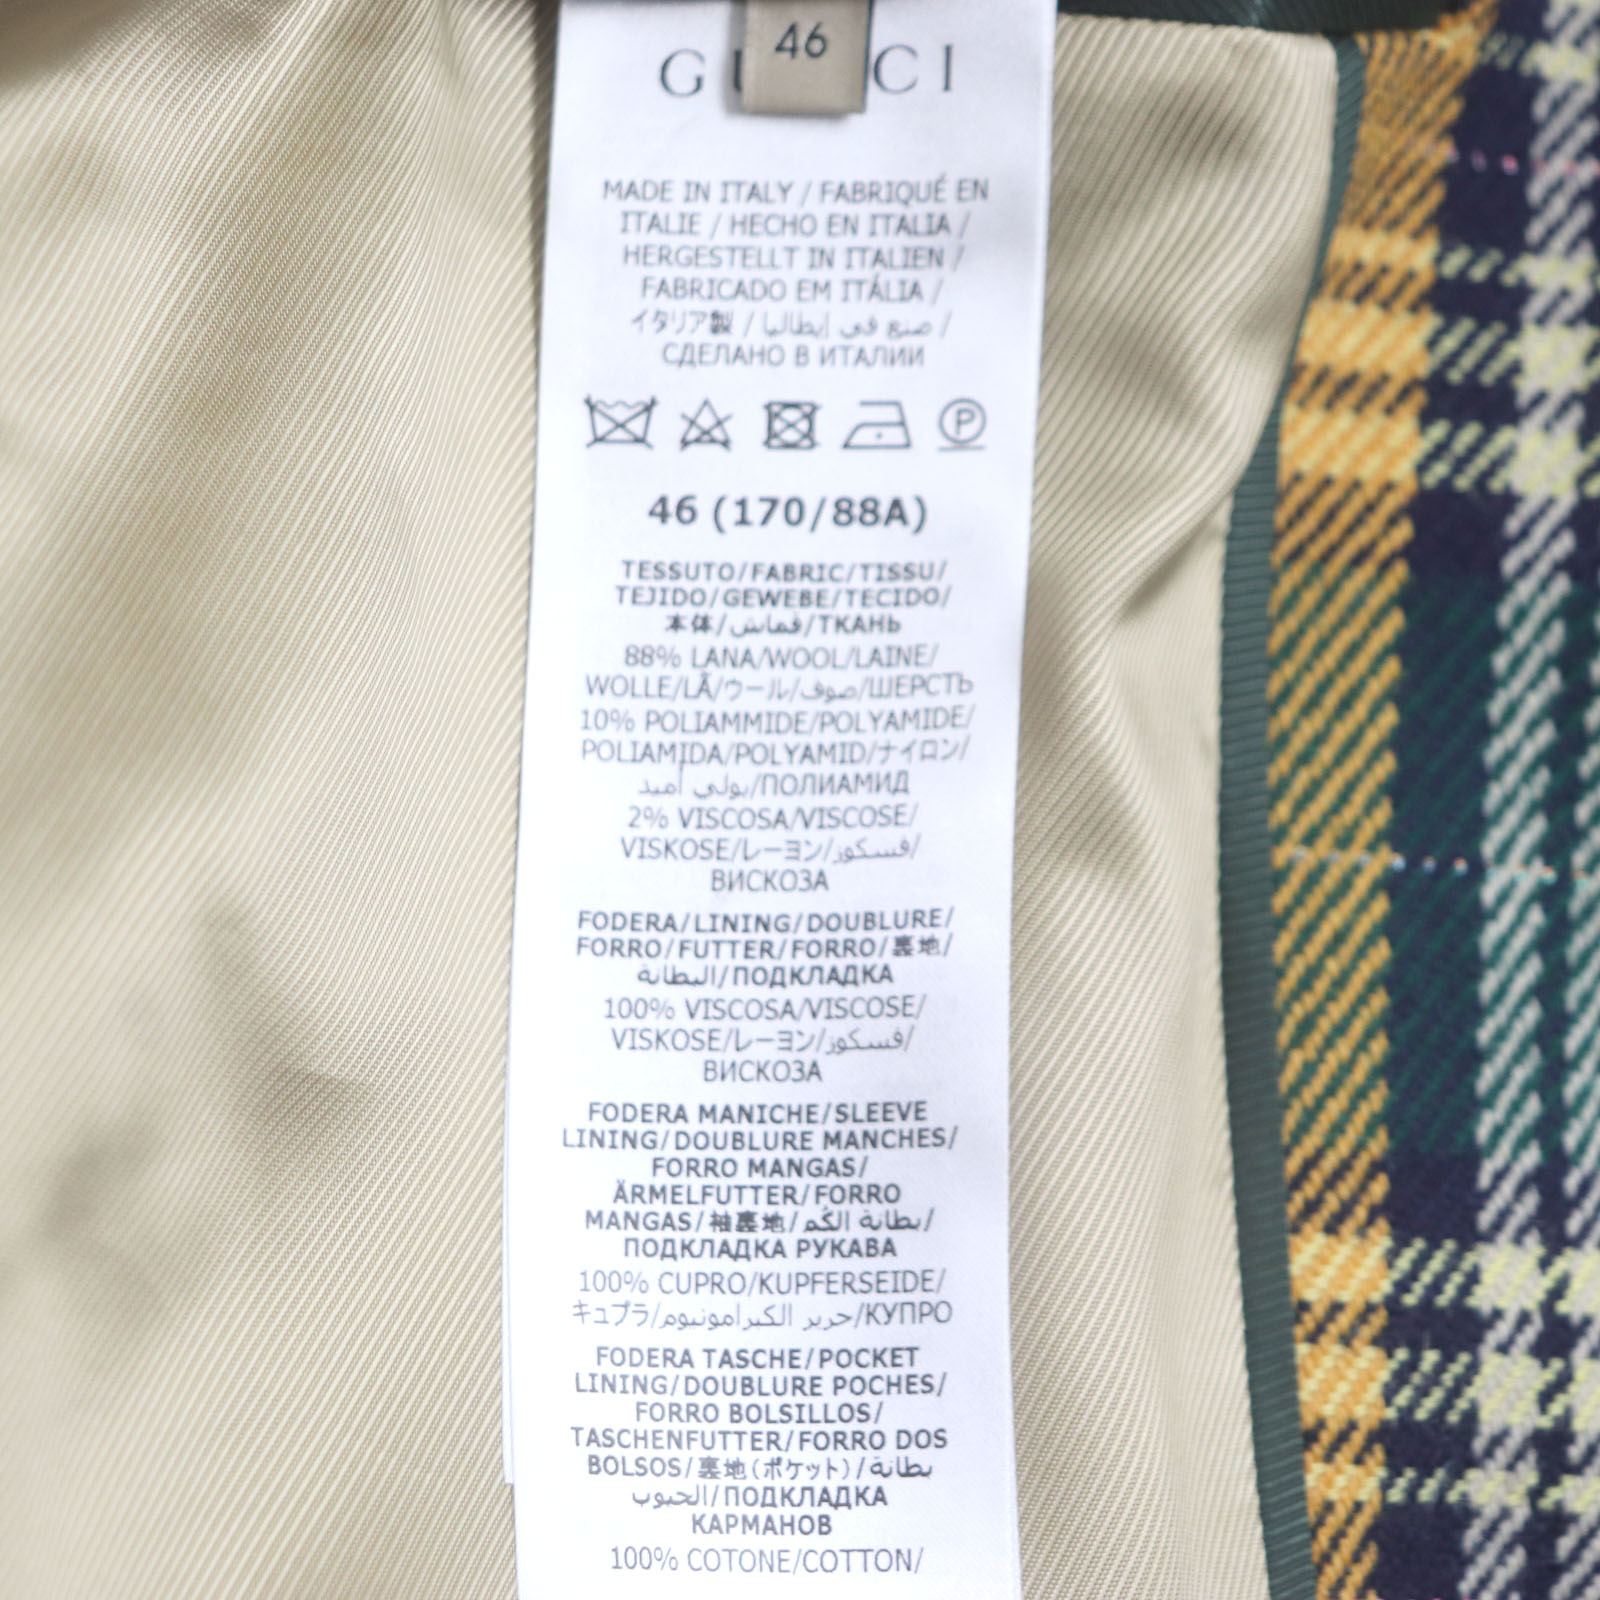 46
GUCCI
MADE IN ITALY / FABRIQUÉ EN
ITALIE / HECHO EN ITALIA /
HERGESTELLT IN ITALIEN /
FABRICADO EM ITÁLIA /
イタリア製 / صنع في إيطاليا /
СДЕЛАНО В ИТАЛИИ
P
46 (170/88A)
TESSUTO/FABRIC/TISSU/
TEJIDO/GEWEBE/TECIDO/
本体/قماش/ТКАНЬ
88% LANA/WOOL/LAINE/
WOLLE/LÃ/ウール/صوف/ШЕРСТЬ
10% POLIAMMIDE/POLYAMIDE/
POLIAMIDA/POLYAMID/ナイロン/
بولي أميد/ПОЛИАМИД
2% VISCOSA/VISCOSE/
VISKOSE/レーヨン/فسكوز/
ВИСКОЗА
FODERA/LINING/DOUBLURE/
FORRO/FUTTER/FORRO/裏地/
البطانة/ПОДКЛАДКА
100% VISCOSA/VISCOSE/
VISKOSE/レーヨン/فسكوز/
ВИСКОЗА
FODERA MANICHE/SLEEVE
LINING/DOUBLURE MANCHES/
FORRO MANGAS/
ÄRMELFUTTER/FORRO
MANGAS/袖裏地/بطانة الكُم/
ПОДКЛАДКА РУКАВА
100% CUPRO/KUPFERSEIDE/
キュプラ/حرير الكبرامونيوم/КУПРО
FODERA TASCHE/POCKET
LINING/DOUBLURE POCHES/
FORRO BOLSILLOS/
TASCHENFUTTER/FORRO DOS
BOLSOS/裏地(ポケット)/بطانة
الجيوب/ПОДКЛАДКА
КАРМАНОВ
100% COTONE/COTTON/